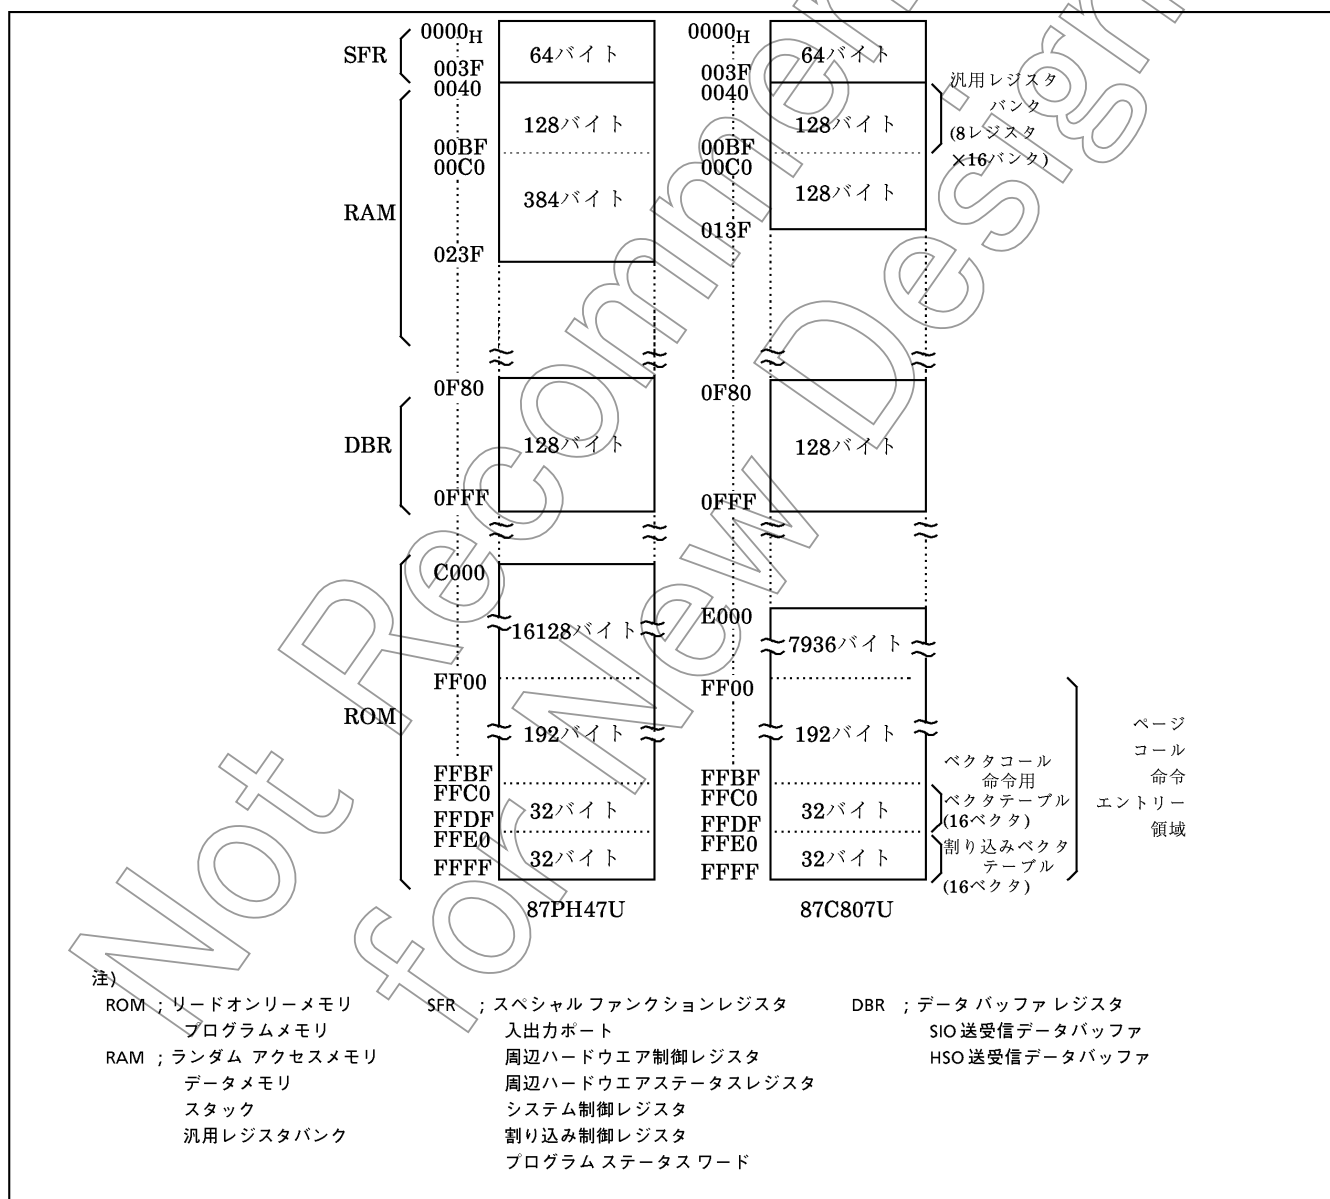 SFR
RAM
DBR
ROM
0000H
003F
0040
00BF
00C0
023F
0F80
0FFF
C000
FF00
FFBF
FFC0
FFDF
FFE0
FFFF
64バイト
128バイト
384バイト
128バイト
16128バイト
192バイト
32バイト
32バイト
87PH47U
0000H
003F
0040
00BF
00C0
013F
0F80
0FFF
E000
FF00
FFBF
FFC0
FFDF
FFE0
FFFF
64バイト
128バイト
128バイト
128バイト
7936バイト
192バイト
32バイト
32バイト
87C807U
汎用レジスタ
バンク
(8レジスタ
×16バンク)
ベクタコール
命令用
ベクタテーブル
(16ベクタ)
割り込みベクタ
テーブル
(16ベクタ)
ページ
コール
命令
エントリー
領域
注)
ROM ; リードオンリーメモリ
プログラムメモリ
RAM ; ランダム アクセスメモリ
データメモリ
スタック
汎用レジスタバンク
SFR ; スペシャル ファンクションレジスタ
入出力ポート
周辺ハードウエア制御レジスタ
周辺ハードウエアステータスレジスタ
システム制御レジスタ
割り込み制御レジスタ
プログラム ステータス ワード
DBR ; データ バッファ レジスタ
SIO 送受信データバッファ
HSO 送受信データバッファ
Not Recommen
for New Design